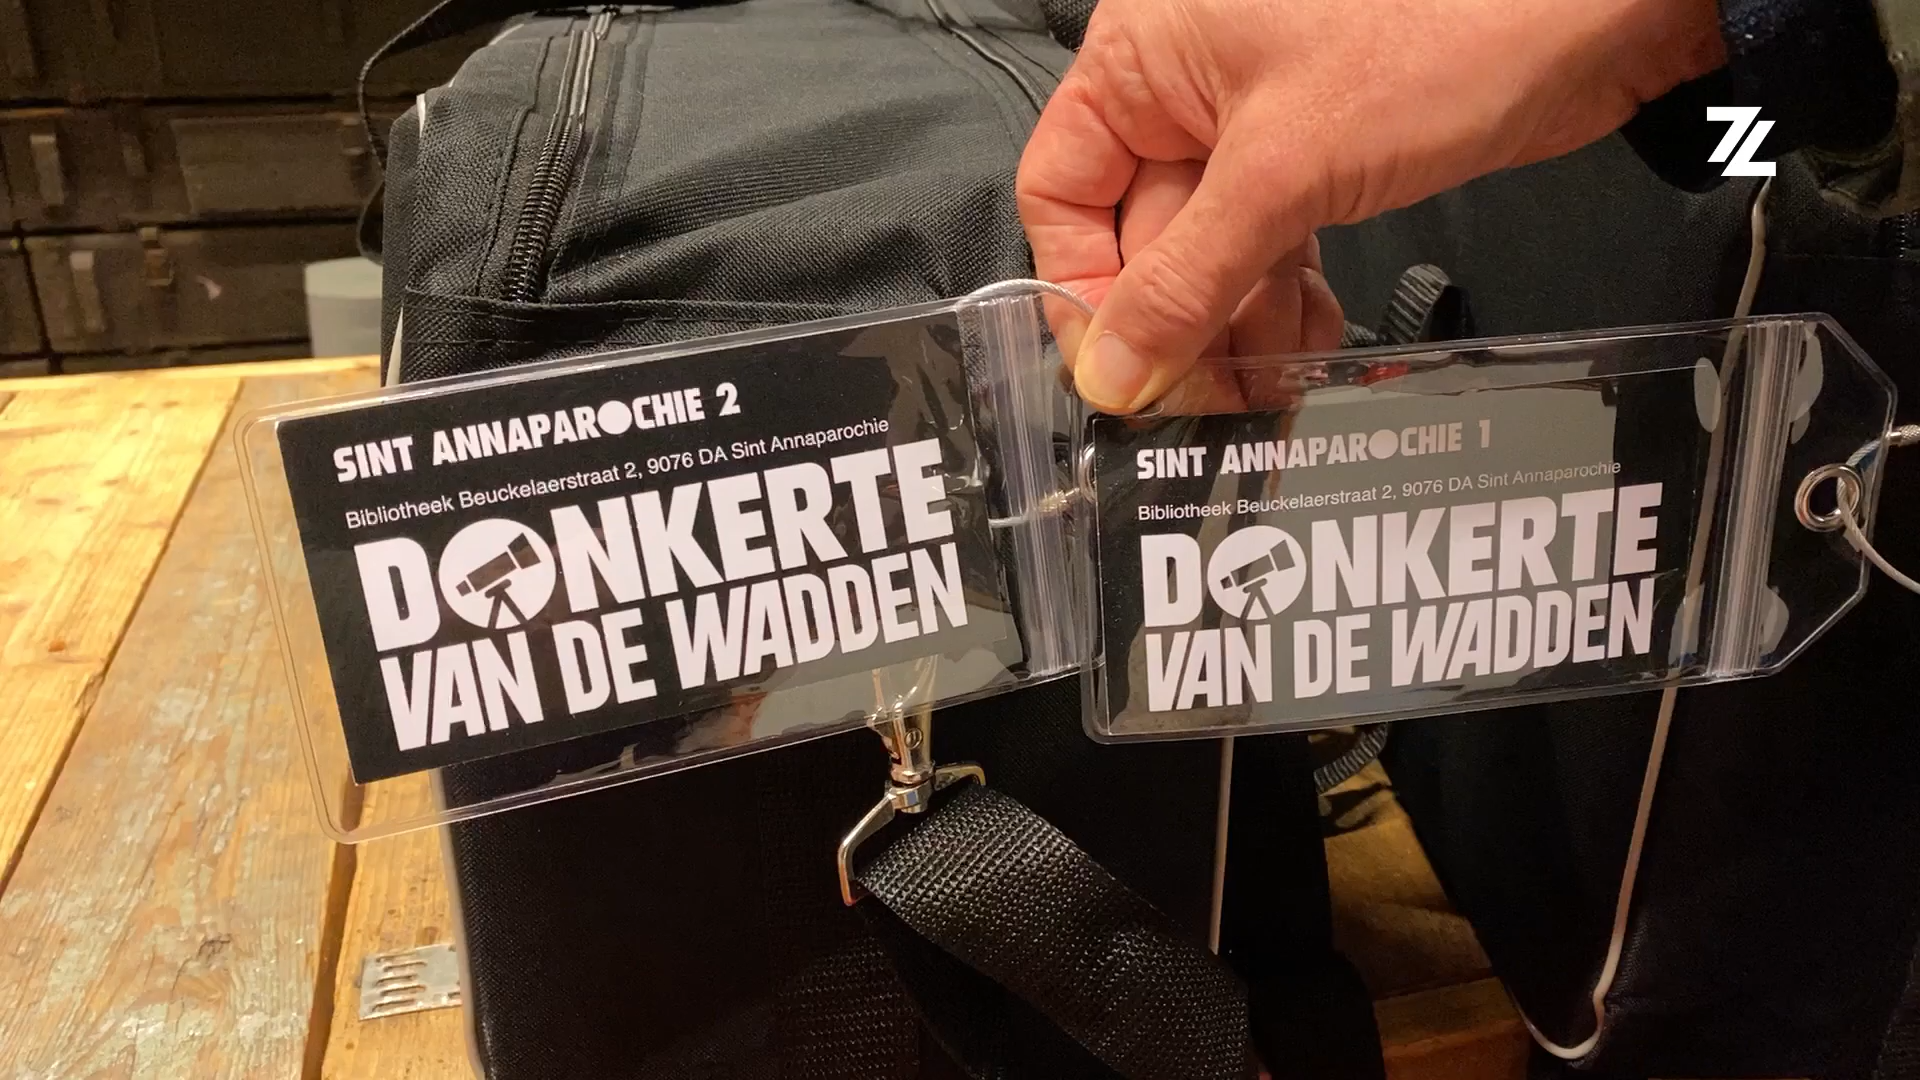 SINT ANNAPAROCHIE 2
Bibliotheek Beuckelaerstraat 2, 9076 DA Sint Annaparochie
DONKERTE
VAN DE WADDEN
SINT ANNAPAROCHIE 1
Bibliotheek Beuckelaerstraat 2, 9076 DA Sint Annaparochie
DONKERTE
VAN DE WADDEN